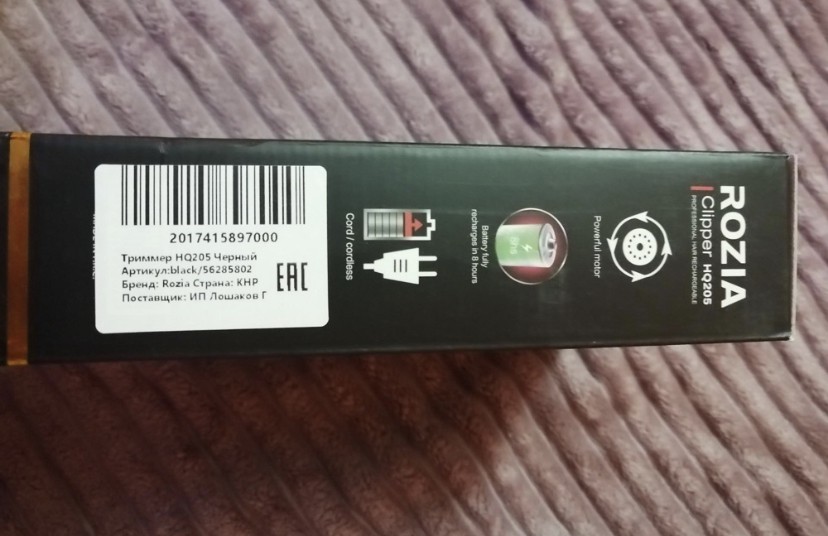 ROZIA
Clipper HQ205
PROFESSIONAL HAIR RECHARGEABLE
Powerful motor
8hs
Battery fully
recharges in 8 hours
Cord / cordless
2017415897000
Триммер HQ205 Черный
Артикул:black/56285802
Бренд: Rozia Страна: КНР
Поставщик: ИП Лошаков Г
EAC